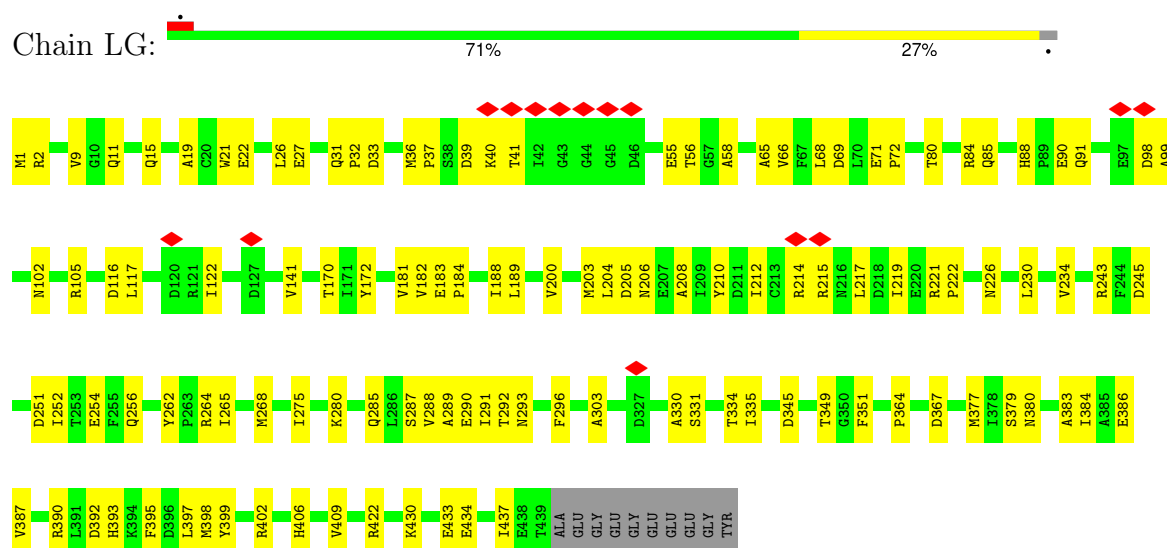 Chain LG:
71% 27%
M1 R2 V9 G10 Q11 Q15 A19 C20 W21 E22 L26 E27 Q31 P32 D33 M36 P37 S38 D39 K40 T41 I42 G43 G44 G45 D46 E55 T56 G57 A58 A65 V66 F67 L68 D69 L70 E71 P72 T80 R84 Q85 H88 P89 E90 Q91 E97 D98 A99
N102 R105 D116 L117 D120 R121 I122 D127 V141 T170 I171 Y172 V181 V182 E183 P184 I188 L189 V200 M203 L204 D205 N206 E207 A208 I209 Y210 D211 I212 C213 R214 R215 N216 L217 D218 I219 E220 R221 P222 N226 L230 V234 R243 F244 D245
D251 I252 T253 E254 F255 Q256 Y262 P263 R264 I265 M268 I275 K280 Q285 L286 S287 V288 A289 E290 I291 T292 N293 F296 A303 D327 A330 S331 T334 I335 D345 T349 G350 F351 P364 D367 M377 I378 S379 N380 A383 I384 A385 E386
V387 R390 L391 D392 H393 K394 F395 D396 L397 M398 Y399 R402 H406 V409 R422 K430 E433 E434 I437 E438 T439 ALA GLU GLY GLU GLY GLU GLU GLU GLY TYR